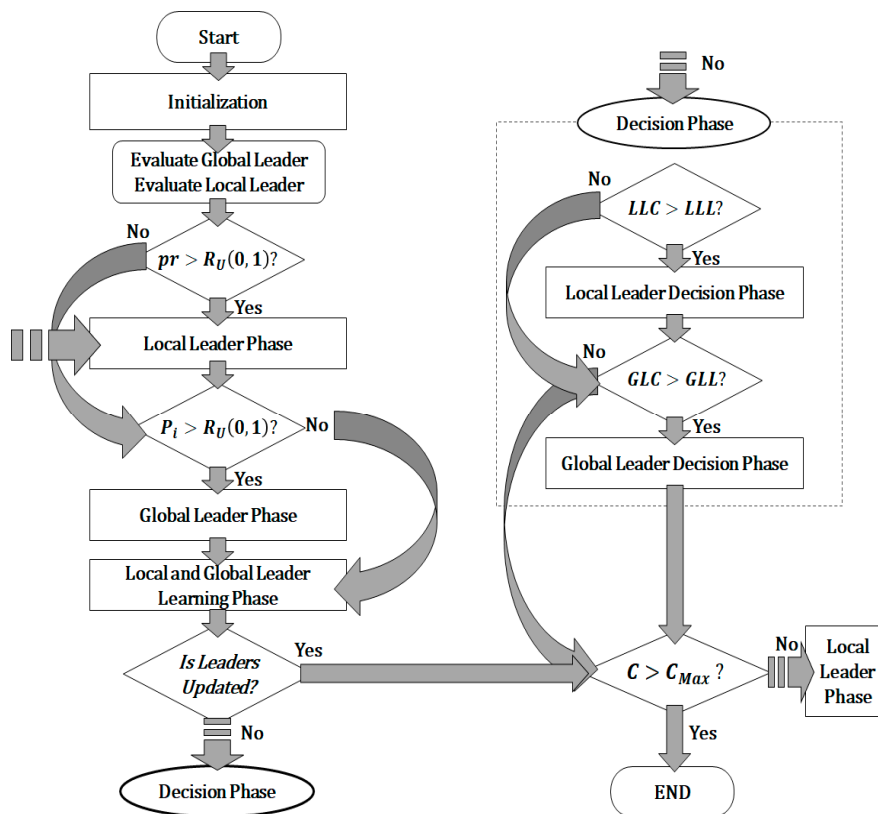 Start
Initialization
Evaluate Global Leader
Evaluate Local Leader
No
pr > R_U(0, 1)?
Yes
Local Leader Phase
P_i > R_U(0, 1)?
No
Yes
Global Leader Phase
Local and Global Leader
Learning Phase
Is Leaders
Updated?
Yes
No
Decision Phase
No
Decision Phase
No
LLC > LLL?
Yes
Local Leader Decision Phase
No
GLC > GLL?
Yes
Global Leader Decision Phase
C > C_Max ?
No
Local
Leader
Phase
Yes
END